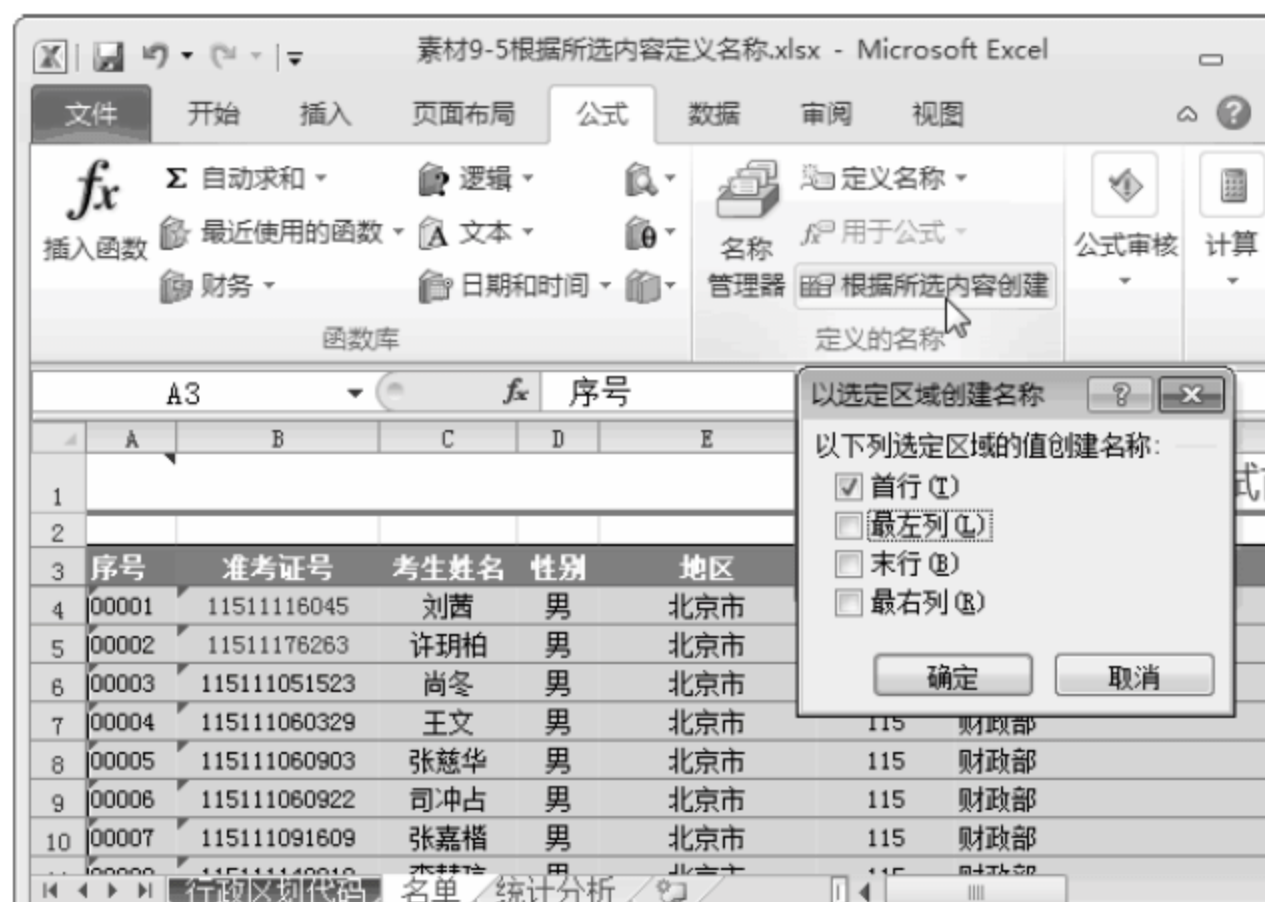 素材9-5根据所选内容定义名称.xlsx - Microsoft Excel
文件 开始 插入 页面布局 公式 数据 审阅 视图
fx 插入函数
Σ 自动求和
最近使用的函数
财务
逻辑
文本
日期和时间
函数库
名称
管理器
定义名称
用于公式
根据所选内容创建
定义的名称
公式审核
计算
A3 fx 序号
A B C D E
以选定区域创建名称
以下列选定区域的值创建名称:
首行(T)
最左列(L)
末行(B)
最右列(R)
确定 取消
1
2
3 序号 准考证号 考生姓名 性别 地区
4 00001 11511116045 刘茜 男 北京市
5 00002 11511176263 许玥柏 男 北京市
6 00003 115111051523 尚冬 男 北京市
7 00004 115111060329 王文 男 北京市 115 财政部
8 00005 115111060903 张慈华 男 北京市 115 财政部
9 00006 115111060922 司冲占 男 北京市 115 财政部
10 00007 115111091609 张嘉楷 男 北京市 115 财政部
行政区划代码 名单 统计分析